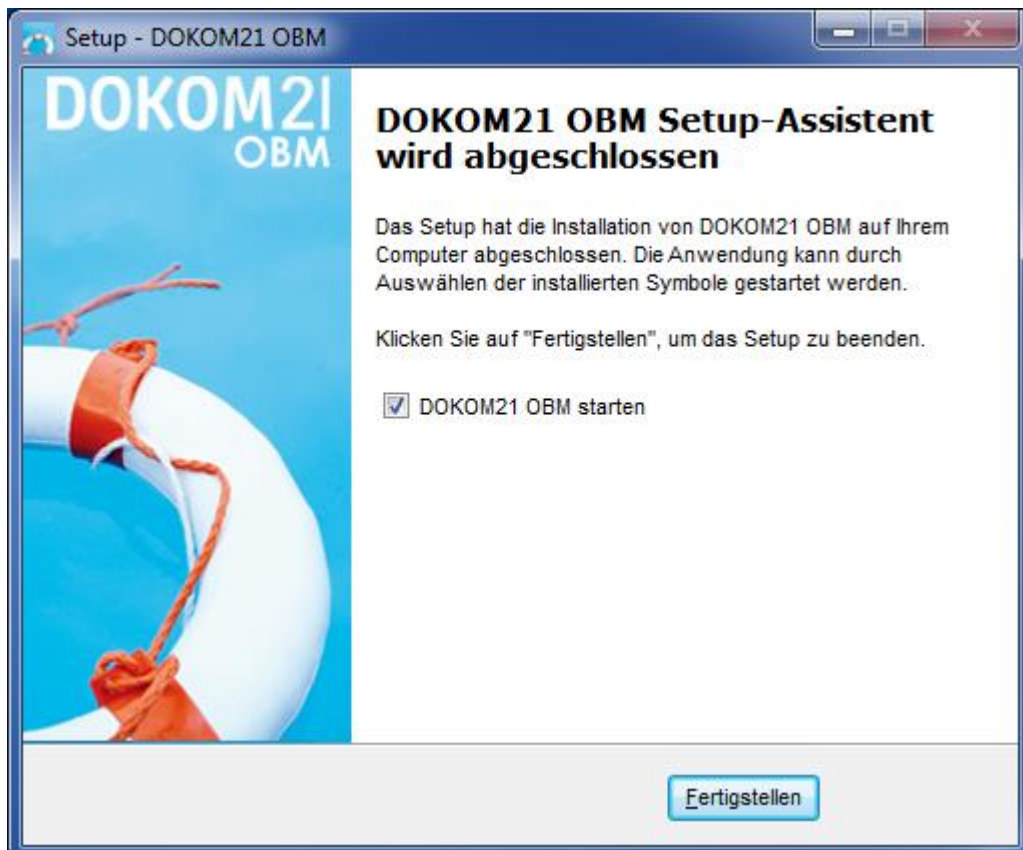 Setup - DOKOM21 OBM
DOKOM21
OBM
DOKOM21 OBM Setup-Assistent
wird abgeschlossen
Das Setup hat die Installation von DOKOM21 OBM auf Ihrem
Computer abgeschlossen. Die Anwendung kann durch
Auswählen der installierten Symbole gestartet werden.
Klicken Sie auf "Fertigstellen", um das Setup zu beenden.
DOKOM21 OBM starten
Fertigstellen